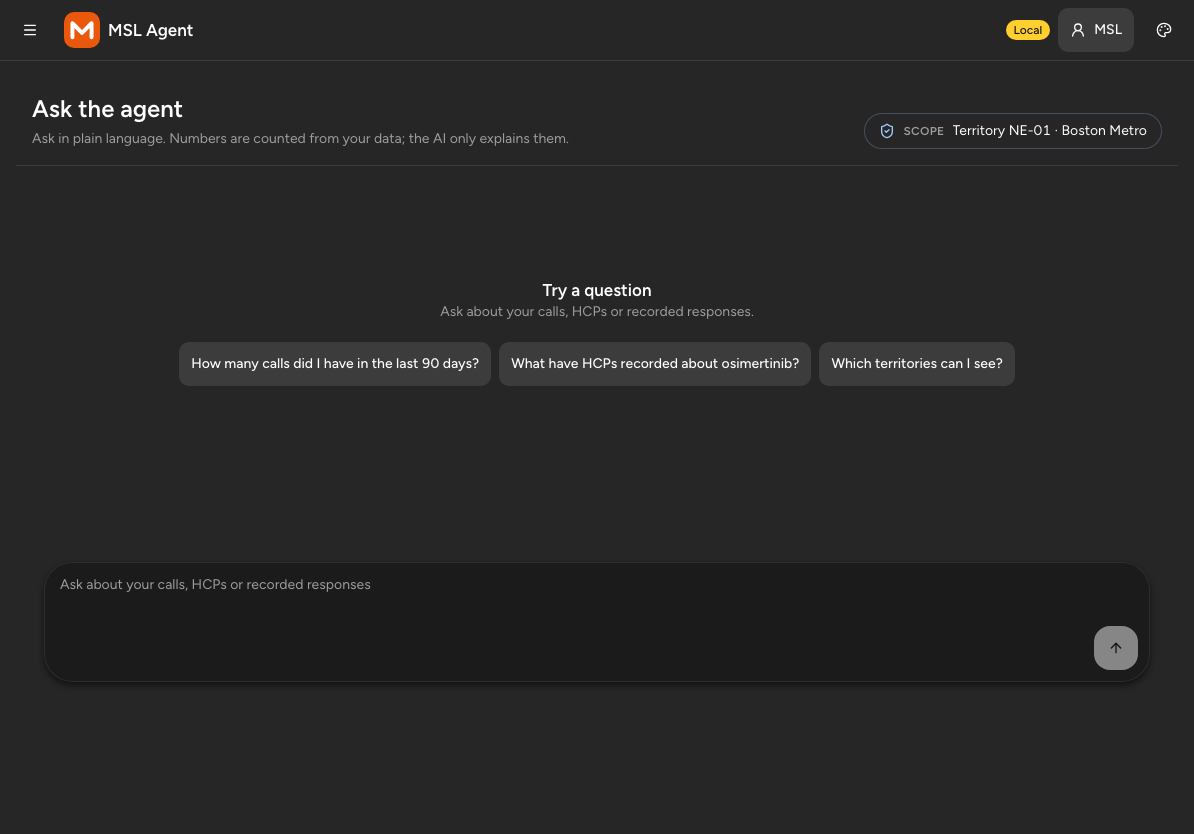 MSL Agent
Local
MSL
Ask the agent
Ask in plain language. Numbers are counted from your data; the AI only explains them.
SCOPE Territory NE-01 · Boston Metro
Try a question
Ask about your calls, HCPs or recorded responses.
How many calls did I have in the last 90 days?
What have HCPs recorded about osimertinib?
Which territories can I see?
Ask about your calls, HCPs or recorded responses